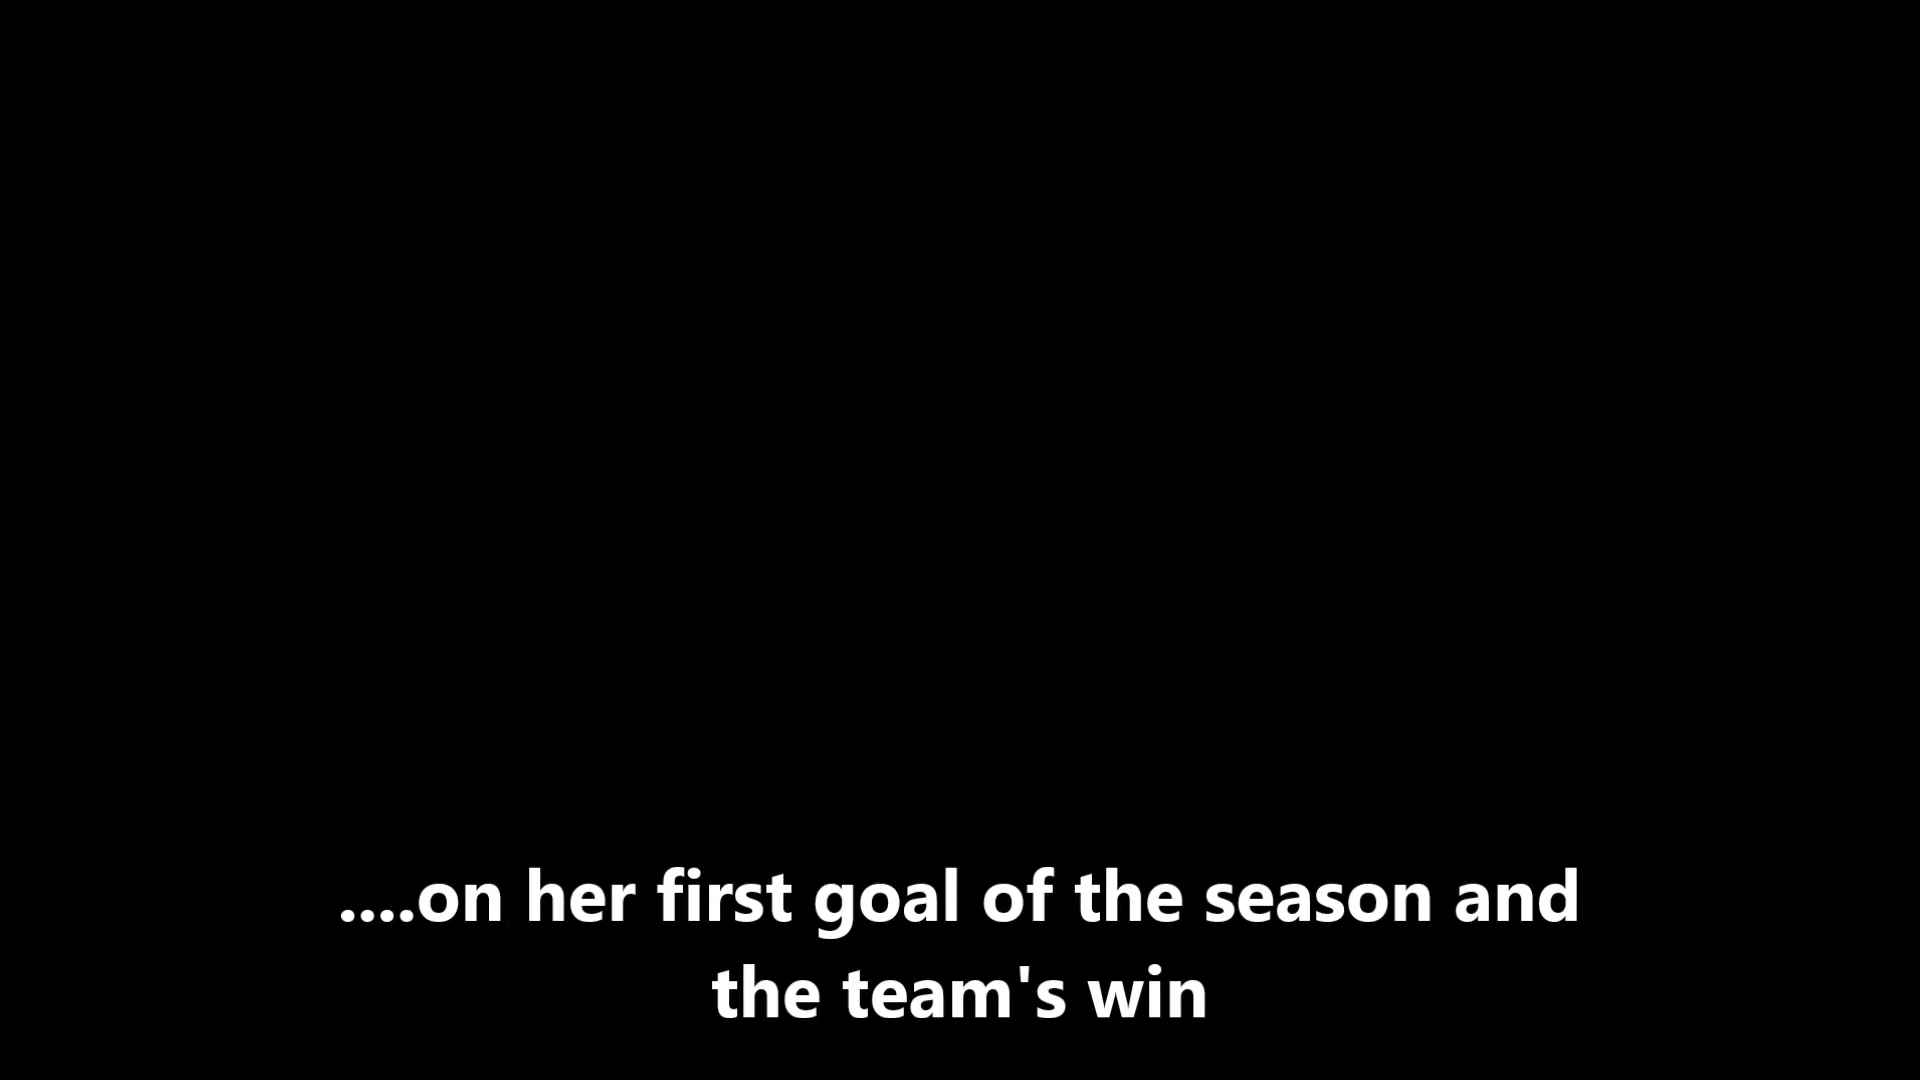 ....on her first goal of the season and
the team's win